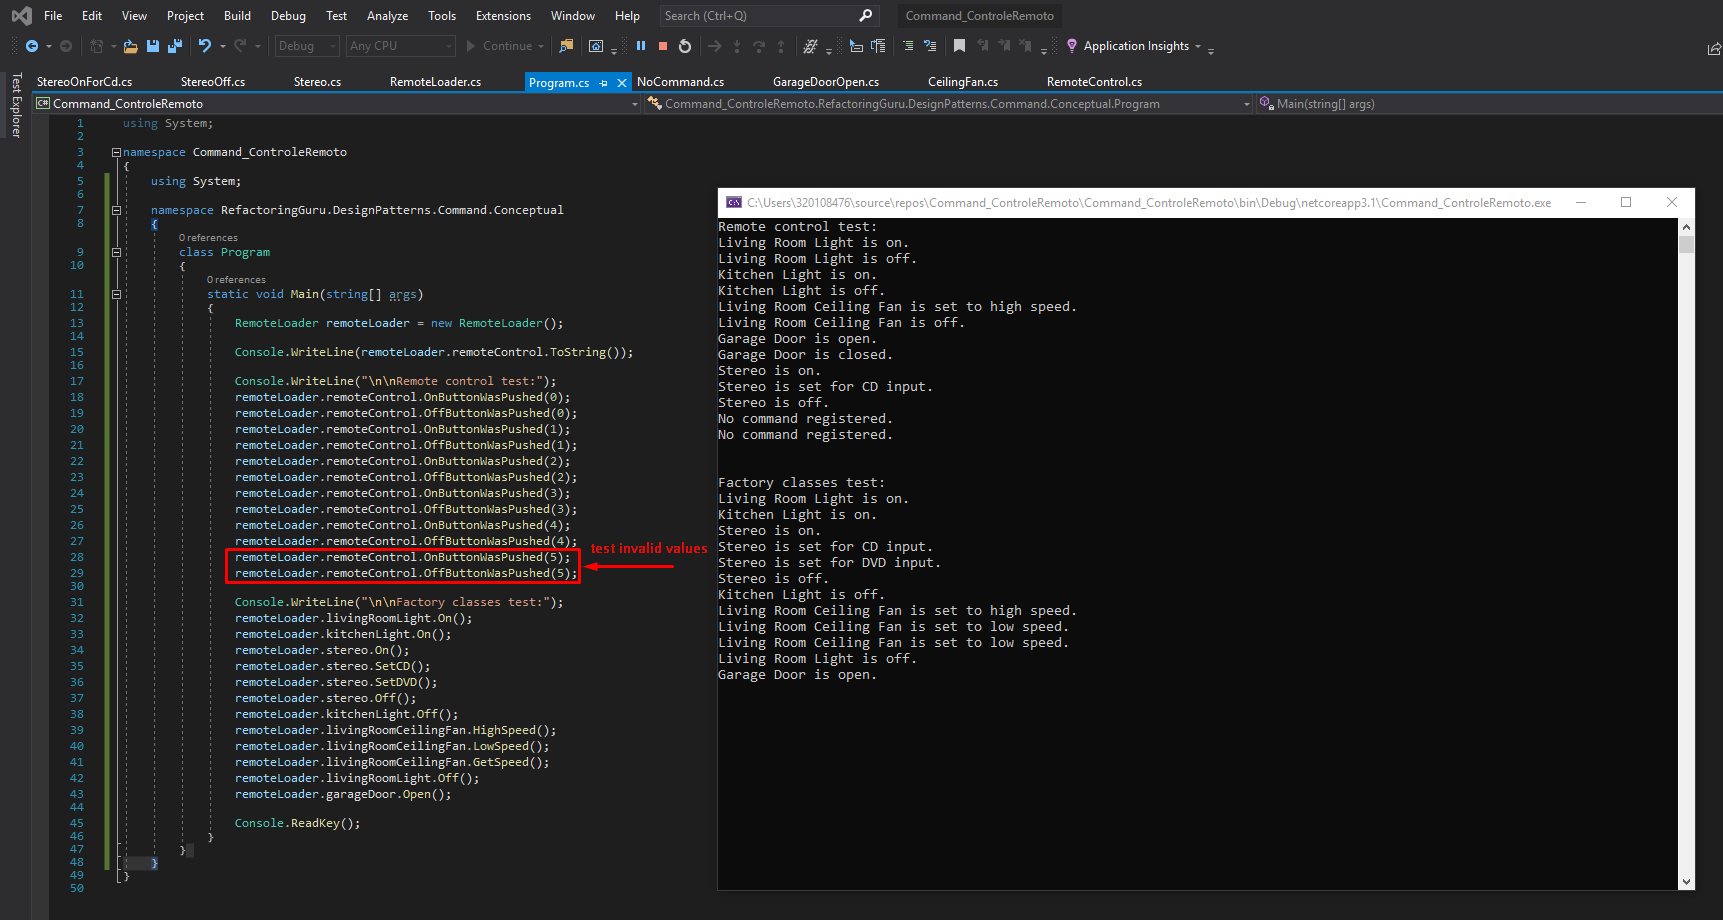 File Edit View Project Build Debug Test Analyze Tools Extensions Window Help Search (Ctrl+Q) Command_ControleRemoto
Debug Any CPU Continue Application Insights
Test Explorer
StereoOnForCd.cs StereoOff.cs Stereo.cs RemoteLoader.cs Program.cs NoCommand.cs GarageDoorOpen.cs CeilingFan.cs RemoteControl.cs
C# Command_ControleRemoto Command_ControleRemoto.RefactoringGuru.DesignPatterns.Command.Conceptual.Program Main(string[] args)
1 using System;
2
3 namespace Command_ControleRemoto
4 {
5 using System;
6
7 namespace RefactoringGuru.DesignPatterns.Command.Conceptual
8 {
0 references
9 class Program
10 {
0 references
11 static void Main(string[] args)
12 {
13 RemoteLoader remoteLoader = new RemoteLoader();
14
15 Console.WriteLine(remoteLoader.remoteControl.ToString());
16
17 Console.WriteLine("\n\nRemote control test:");
18 remoteLoader.remoteControl.OnButtonWasPushed(0);
19 remoteLoader.remoteControl.OffButtonWasPushed(0);
20 remoteLoader.remoteControl.OnButtonWasPushed(1);
21 remoteLoader.remoteControl.OffButtonWasPushed(1);
22 remoteLoader.remoteControl.OnButtonWasPushed(2);
23 remoteLoader.remoteControl.OffButtonWasPushed(2);
24 remoteLoader.remoteControl.OnButtonWasPushed(3);
25 remoteLoader.remoteControl.OffButtonWasPushed(3);
26 remoteLoader.remoteControl.OnButtonWasPushed(4);
27 remoteLoader.remoteControl.OffButtonWasPushed(4);
28 remoteLoader.remoteControl.OnButtonWasPushed(5);
29 remoteLoader.remoteControl.OffButtonWasPushed(5);
test invalid values
30
31 Console.WriteLine("\n\nFactory classes test:");
32 remoteLoader.livingRoomLight.On();
33 remoteLoader.kitchenLight.On();
34 remoteLoader.stereo.On();
35 remoteLoader.stereo.SetCD();
36 remoteLoader.stereo.SetDVD();
37 remoteLoader.stereo.Off();
38 remoteLoader.kitchenLight.Off();
39 remoteLoader.livingRoomCeilingFan.HighSpeed();
40 remoteLoader.livingRoomCeilingFan.LowSpeed();
41 remoteLoader.livingRoomCeilingFan.GetSpeed();
42 remoteLoader.livingRoomLight.Off();
43 remoteLoader.garageDoor.Open();
44
45 Console.ReadKey();
46 }
47 }
48 }
49 }
50
C:\Users\320108476\source\repos\Command_ControleRemoto\Command_ControleRemoto\bin\Debug\netcoreapp3.1\Command_ControleRemoto.exe
Remote control test:
Living Room Light is on.
Living Room Light is off.
Kitchen Light is on.
Kitchen Light is off.
Living Room Ceiling Fan is set to high speed.
Living Room Ceiling Fan is off.
Garage Door is open.
Garage Door is closed.
Stereo is on.
Stereo is set for CD input.
Stereo is off.
No command registered.
No command registered.
Factory classes test:
Living Room Light is on.
Kitchen Light is on.
Stereo is on.
Stereo is set for CD input.
Stereo is set for DVD input.
Stereo is off.
Kitchen Light is off.
Living Room Ceiling Fan is set to high speed.
Living Room Ceiling Fan is set to low speed.
Living Room Ceiling Fan is set to low speed.
Living Room Light is off.
Garage Door is open.